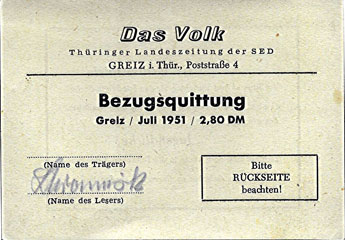 Das Volk
Thüringer Landeszeitung der SED
GREIZ i. Thür., Poststraße 4
Bezugsquittung
Greiz / Juli 1951 / 2,80 DM
(Name des Trägers)
(Name des Lesers)
Bitte
RÜCKSEITE
beachten!